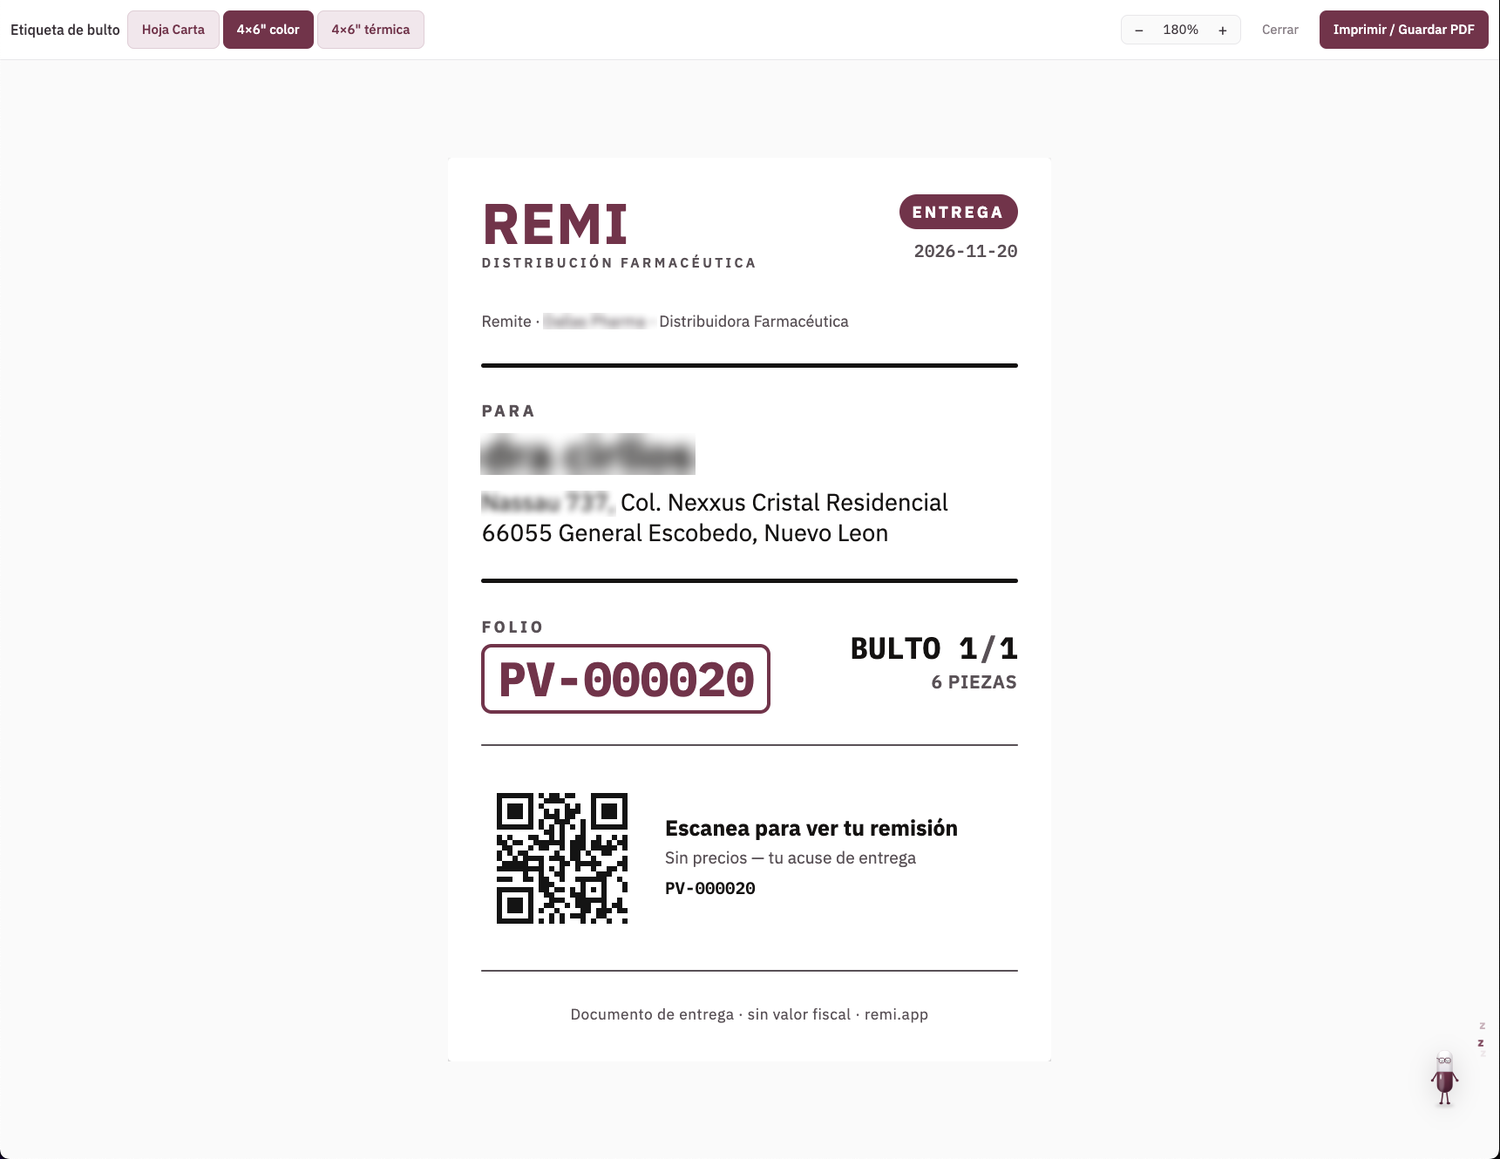 Etiqueta de bulto
Hoja Carta
4×6" color
4×6" térmica
− 180% +
Cerrar
Imprimir / Guardar PDF
REMI
DISTRIBUCIÓN FARMACÉUTICA
ENTREGA
2026-11-20
Remite · Distribuidora Farmacéutica
PARA
Col. Nexxus Cristal Residencial
66055 General Escobedo, Nuevo Leon
FOLIO
PV-000020
BULTO 1/1
6 PIEZAS
Escanea para ver tu remisión
Sin precios — tu acuse de entrega
PV-000020
Documento de entrega · sin valor fiscal · remi.app
z
z
z